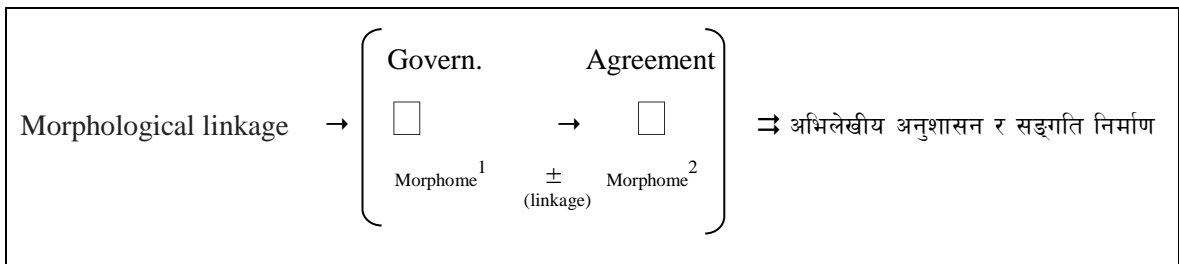 Govern. Agreement
Morphological linkage → □ → □ ⇉ अभिलेखीय अनुशासन र सङ्गति निर्माण
Morphome1 ± Morphome2
(linkage)